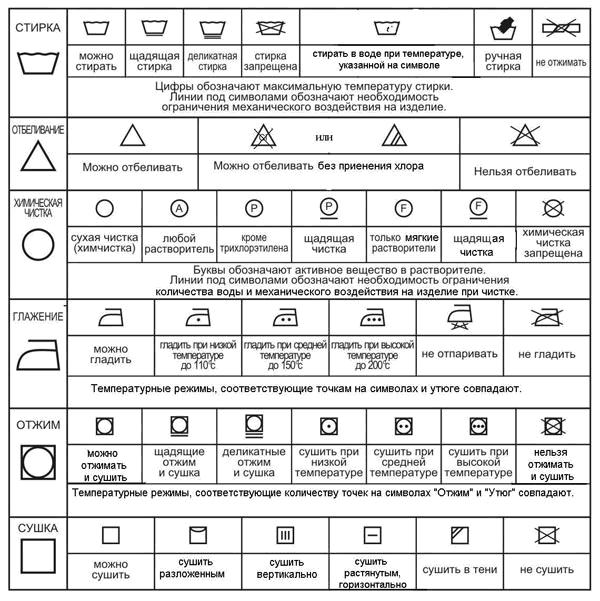 СТИРКА
можно
стирать
щадящая
стирка
деликатная
стирка
стирка
запрещена
t°
стирать в воде при температуре,
указанной на символе
ручная
стирка
не отжимать
Цифры обозначают максимальную температуру стирки.
Линии под символами обозначают необходимость
ограничения механического воздействия на изделие.
ОТБЕЛИВАНИЕ
Можно отбеливать
или
Можно отбеливать без приенения хлора
Нельзя отбеливать
ХИМИЧЕСКАЯ
ЧИСТКА
сухая чистка
(химчистка)
A
любой
растворитель
P
кроме
трихлорэтилена
P
щадящая
чистка
F
только мягкие
растворители
F
щадящая
чистка
химическая
чистка
запрещена
Буквы обозначают активное вещество в растворителе.
Линии под символами обозначают необходимость ограничения
количества воды и механического воздействия на изделие при чистке.
ГЛАЖЕНИЕ
можно
гладить
гладить при низкой
температуре
до 110°С
гладить при средней
температуре
до 150°С
гладить при высокой
температуре
до 200°С
не отпаривать
не гладить
Температурные режимы, соответствующие точкам на символах и утюге совпадают.
ОТЖИМ
можно
отжимать
и сушить
щадящие
отжим
и сушка
деликатные
отжим
и сушка
сушить при
низкой
температуре
сушить при
средней
температуре
сушить при
высокой
температуре
нельзя
отжимать
и сушить
Температурные режимы, соответствующие количеству точек на символах "Отжим" и "Утюг" совпадают.
СУШКА
можно
сушить
сушить
разложенным
сушить
вертикально
сушить
растянутым,
горизонтально
сушить в тени
не сушить